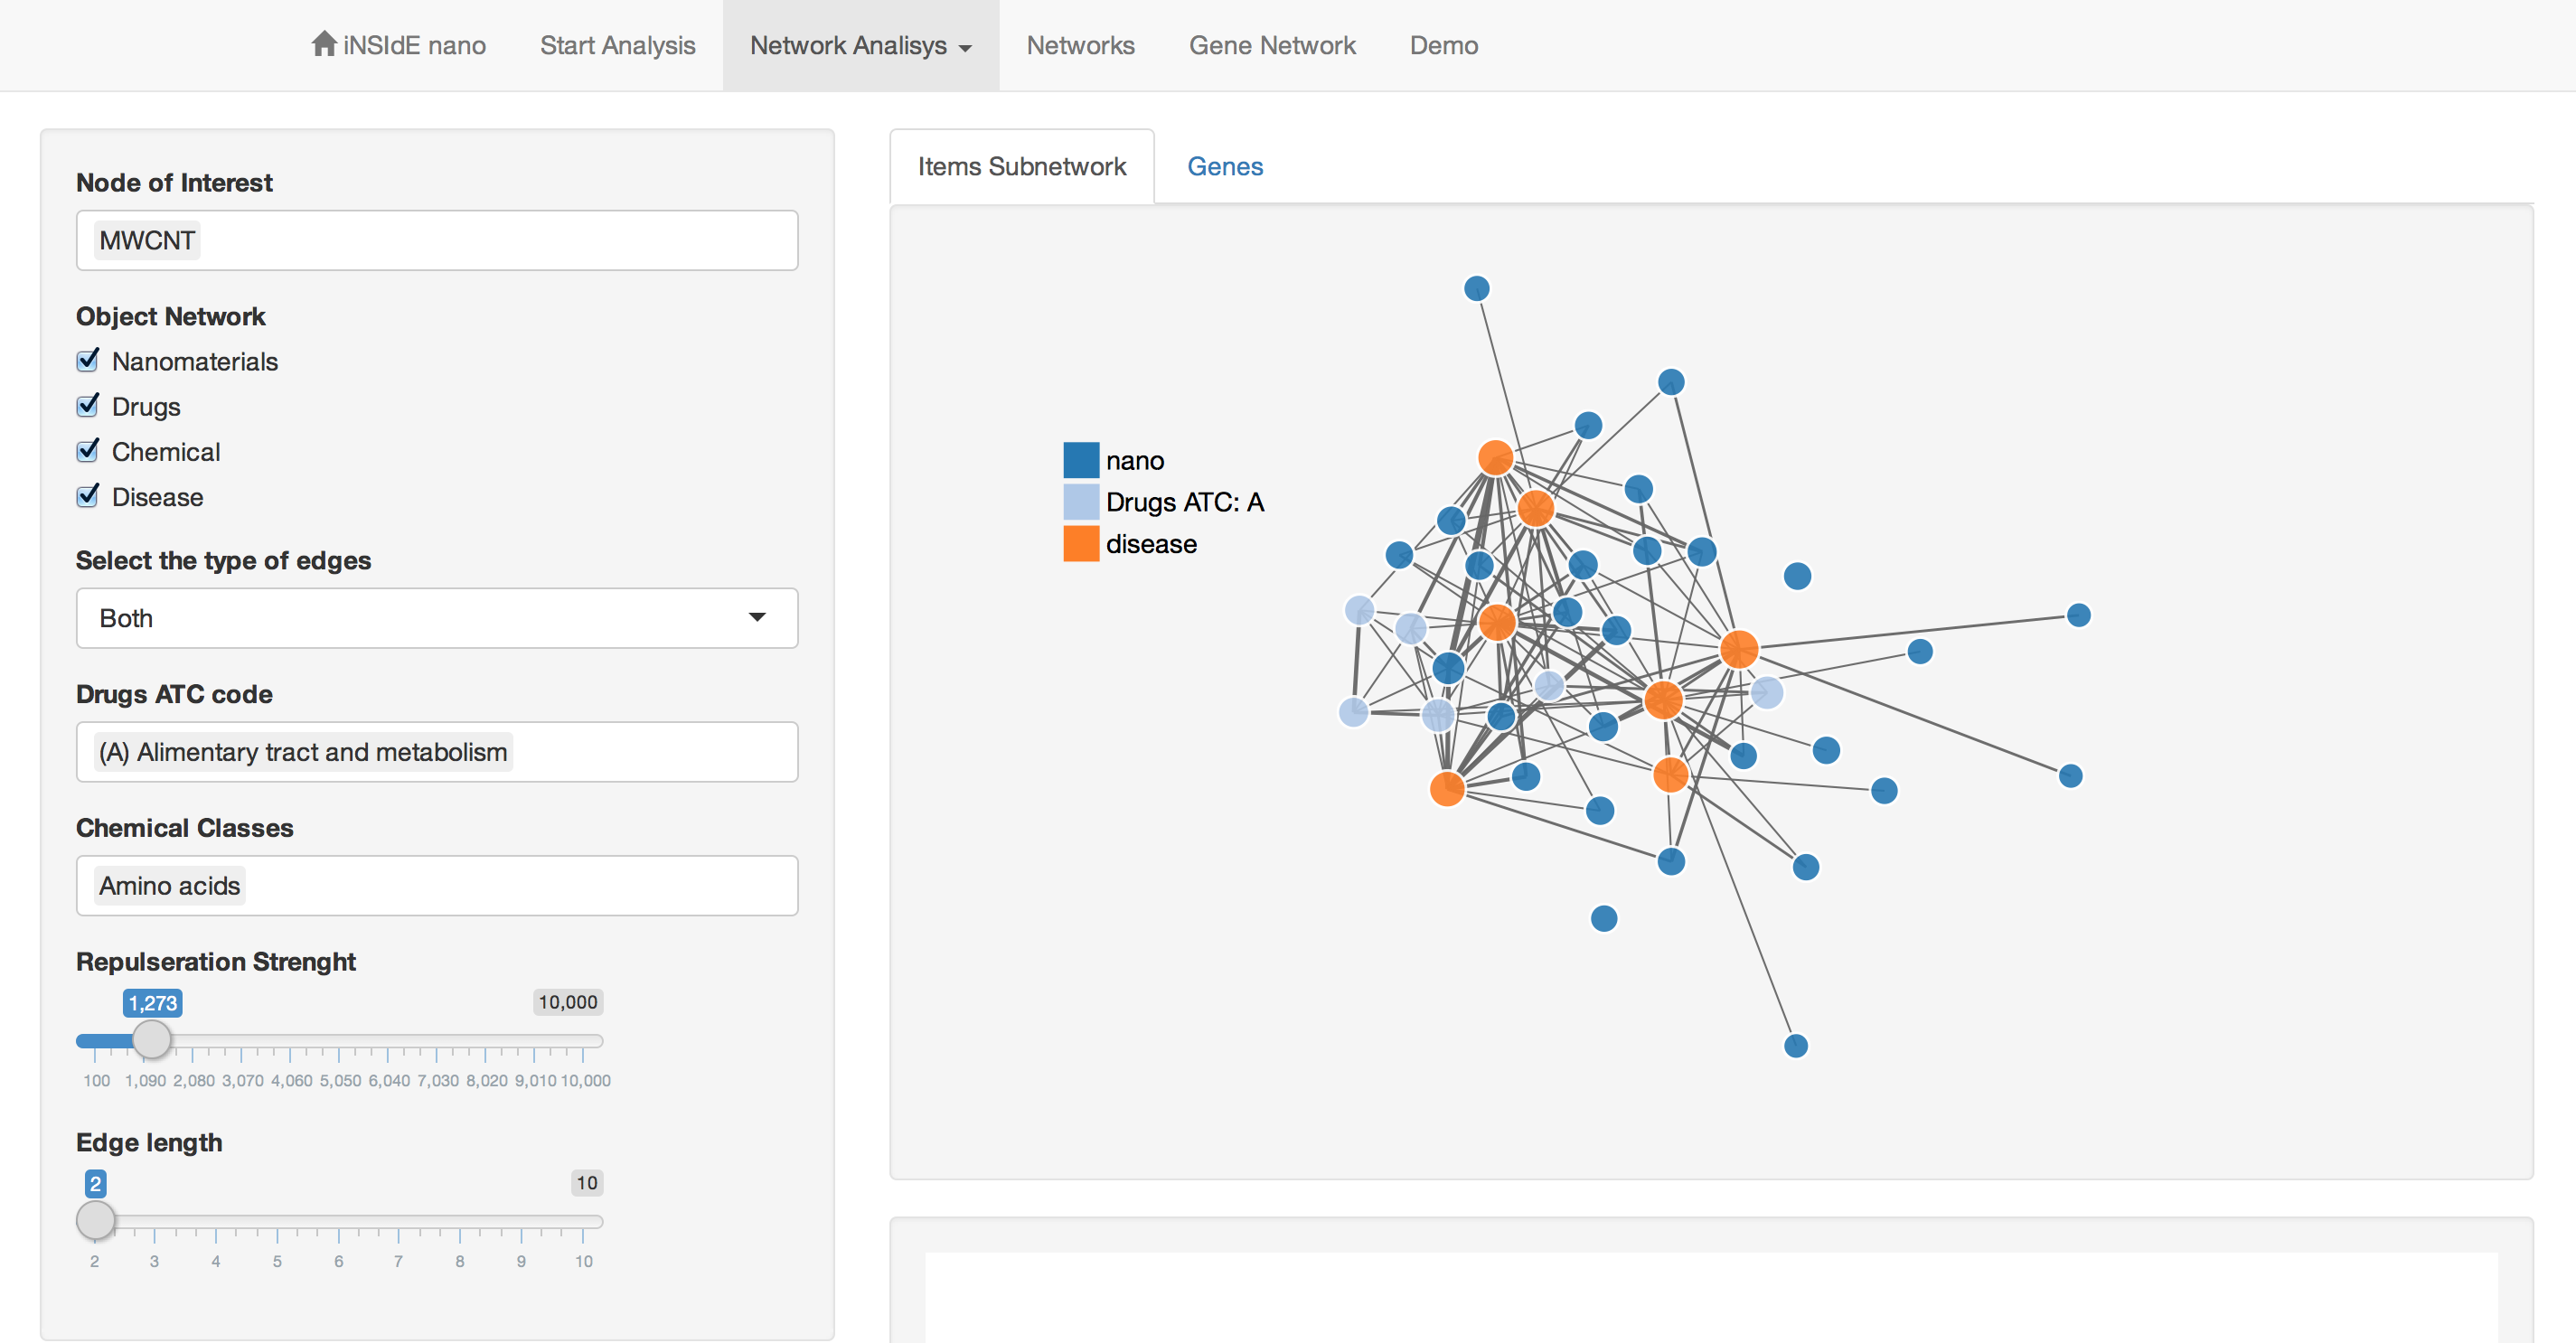 iNSIdE nano Start Analysis Network Analisys Networks Gene Network Demo
Node of Interest
MWCNT
Object Network
Nanomaterials
Drugs
Chemical
Disease
Select the type of edges
Both
Drugs ATC code
(A) Alimentary tract and metabolism
Chemical Classes
Amino acids
Repulseration Strenght
1,273 10,000
100 1,090 2,080 3,070 4,060 5,050 6,040 7,030 8,020 9,010 10,000
Edge length
2 10
2 3 4 5 6 7 8 9 10
Items Subnetwork Genes
nano
Drugs ATC: A
disease